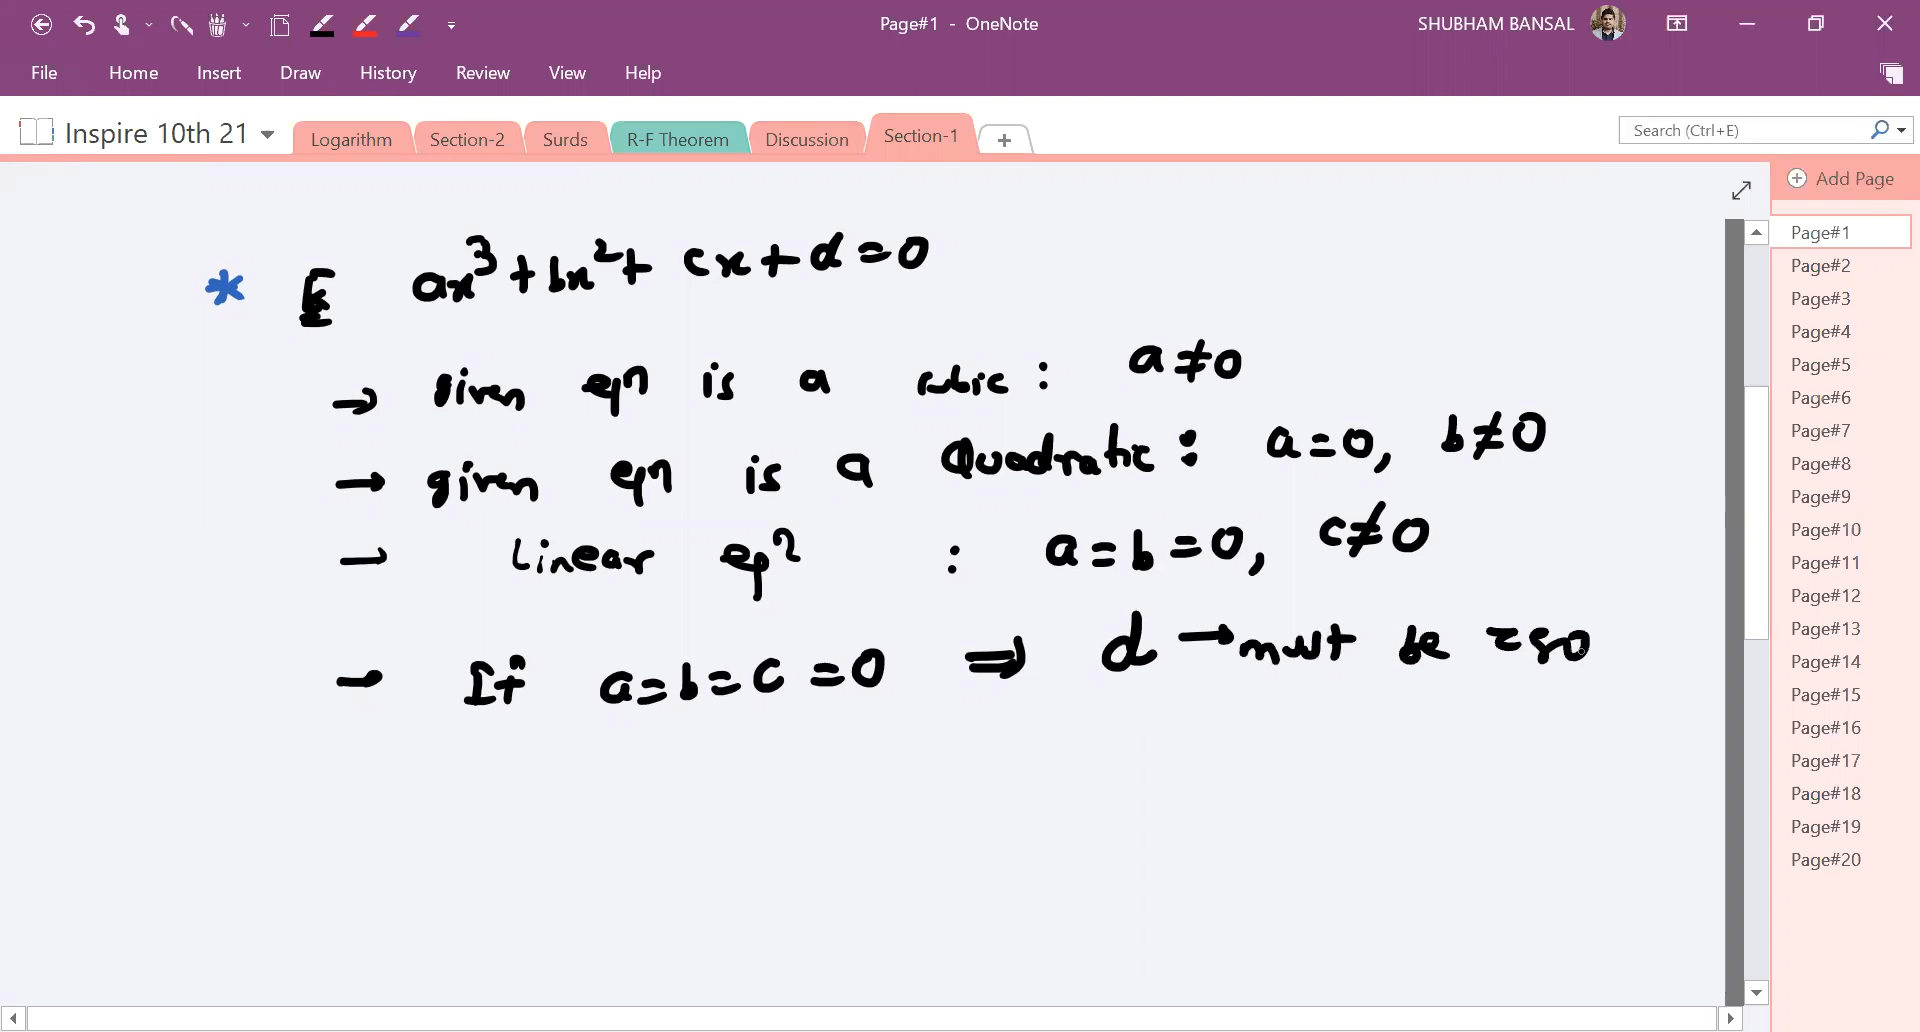 Page#1 - OneNote
SHUBHAM BANSAL
File Home Insert Draw History Review View Help
Inspire 10th 21
Logarithm Section-2 Surds R-F Theorem Discussion Section-1
Search (Ctrl+E)
Add Page
* ax³+bx²+ cx+d=0
→ given eqn is a cubic : a≠0
→ given eqn is a Quadratic : a=0, b≠0
→ Linear eqn : a=b=0, c≠0
- If a=b=c=0 ⇒ d → must be zero
Page#1
Page#2
Page#3
Page#4
Page#5
Page#6
Page#7
Page#8
Page#9
Page#10
Page#11
Page#12
Page#13
Page#14
Page#15
Page#16
Page#17
Page#18
Page#19
Page#20